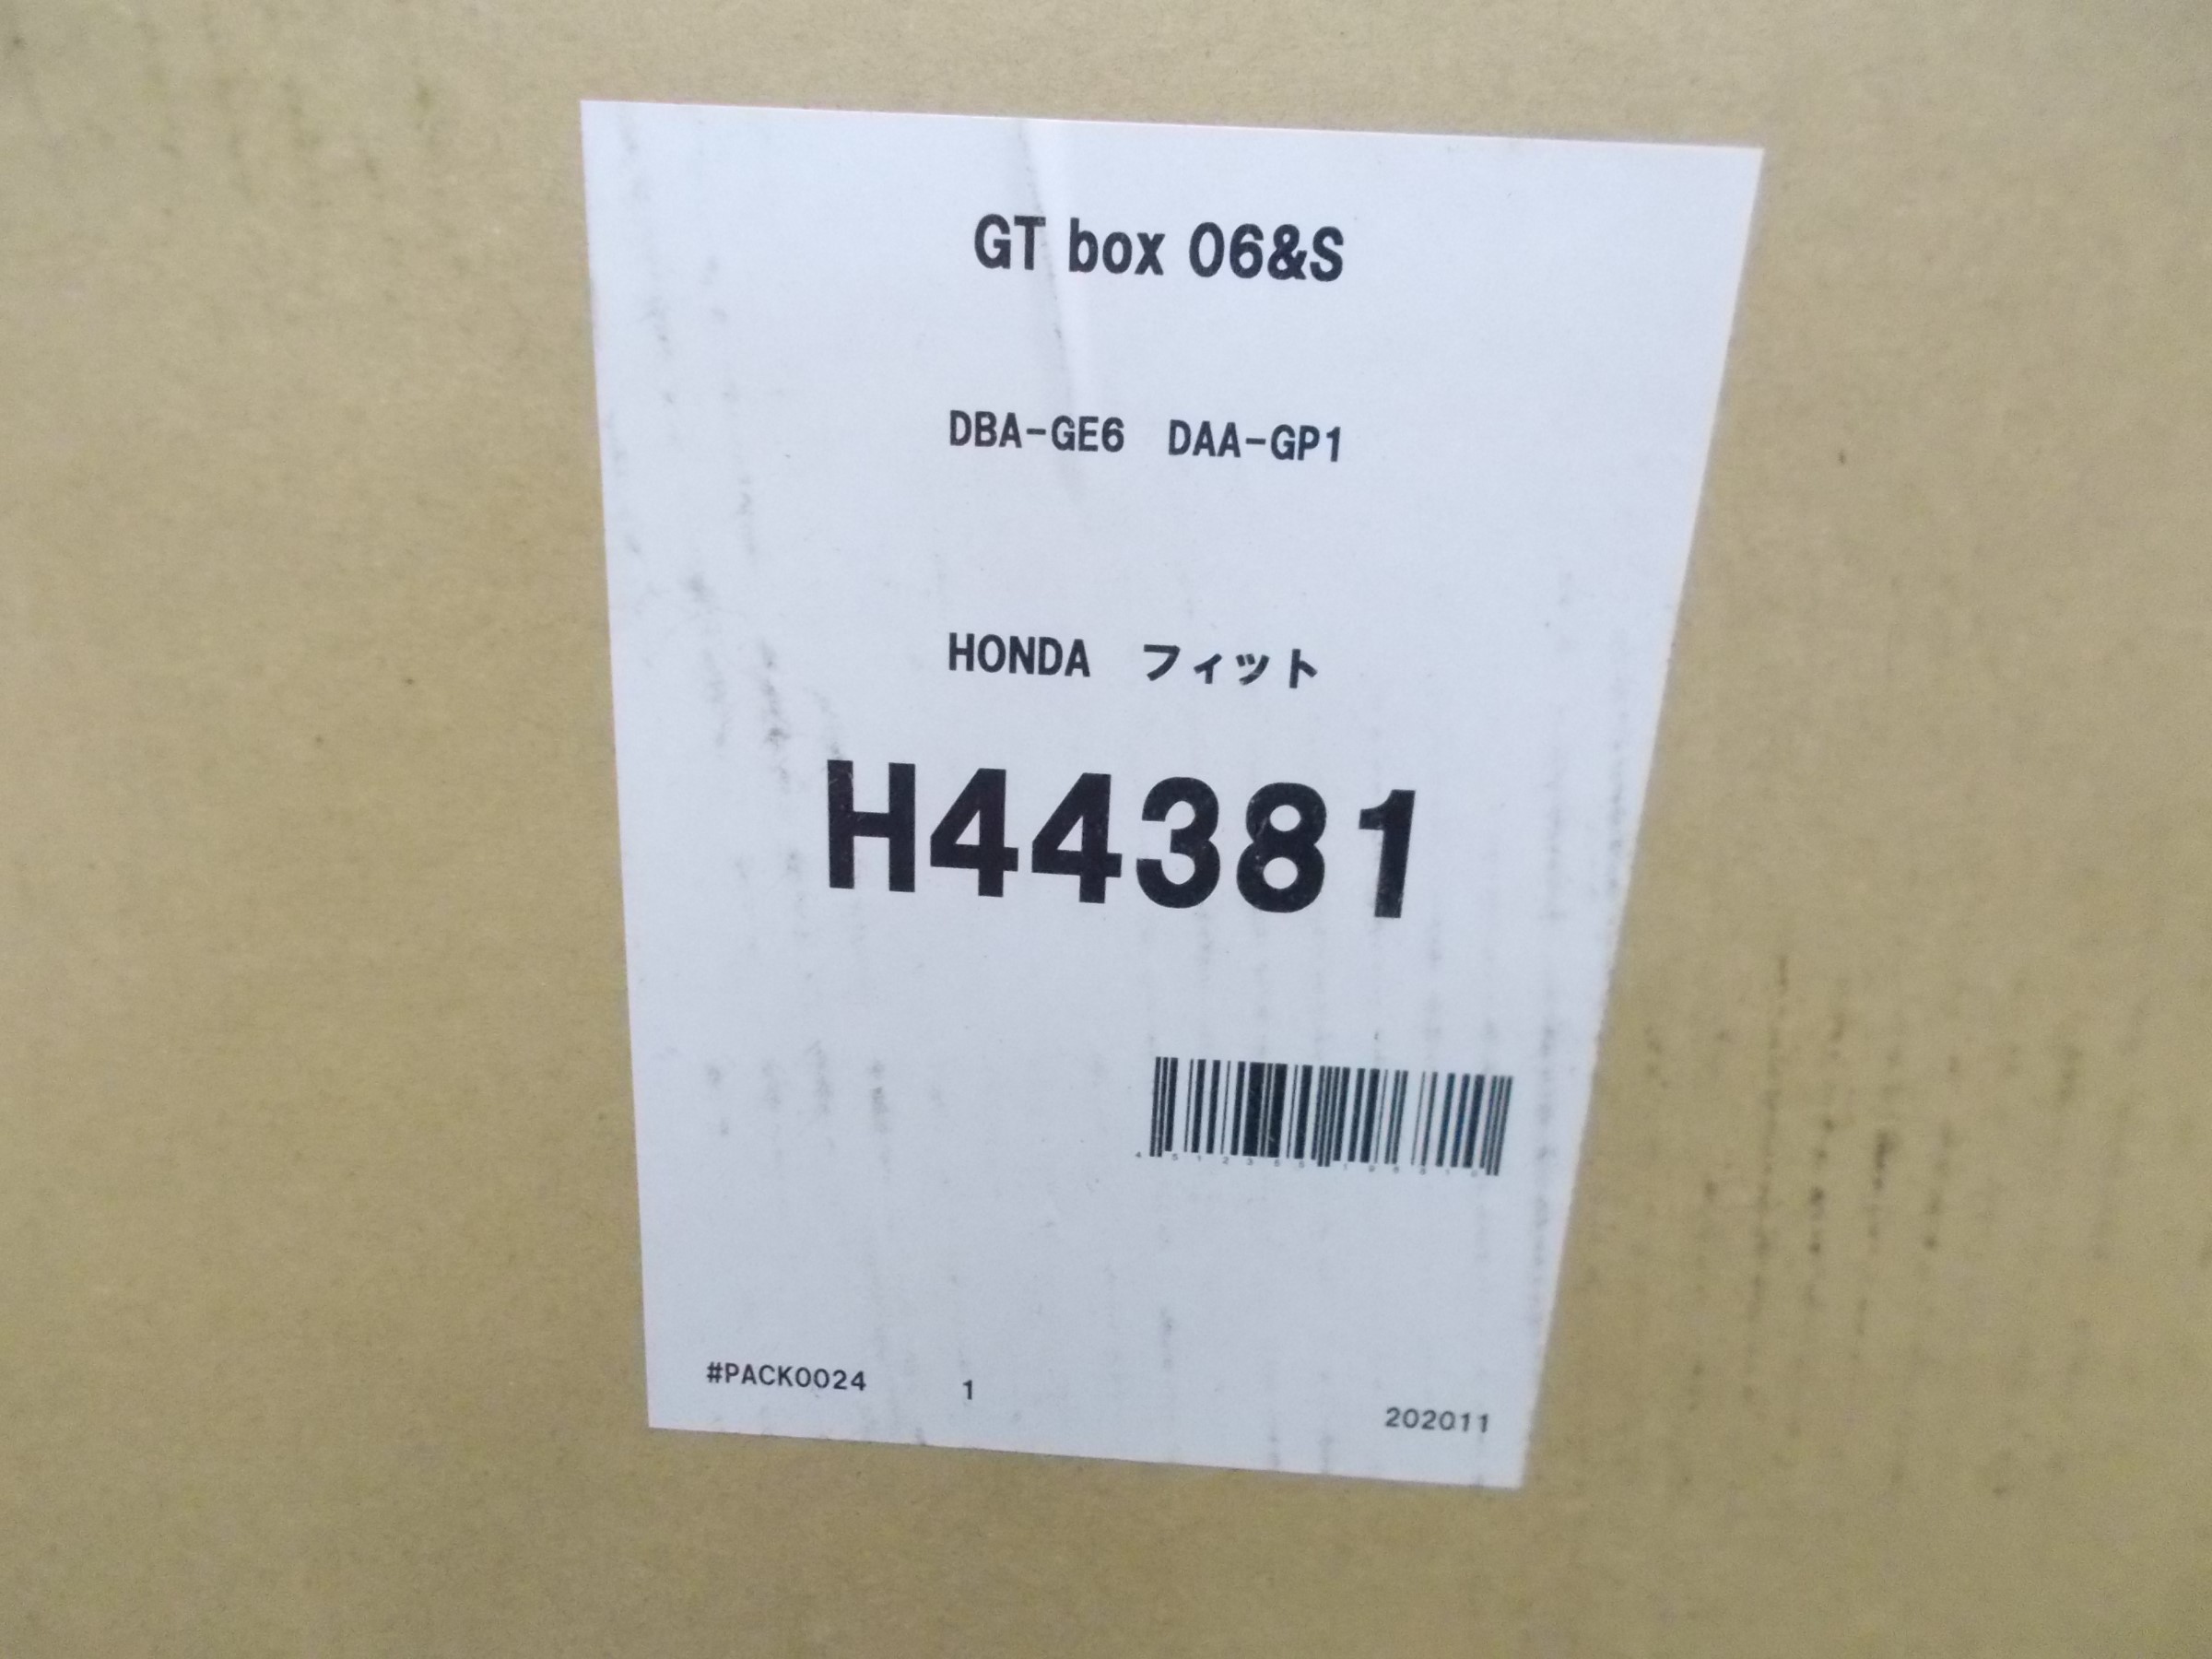 GT box 06&S
DBA-GE6　DAA-GP1
HONDA　フィット
H44381
#PACK0024 1 202011